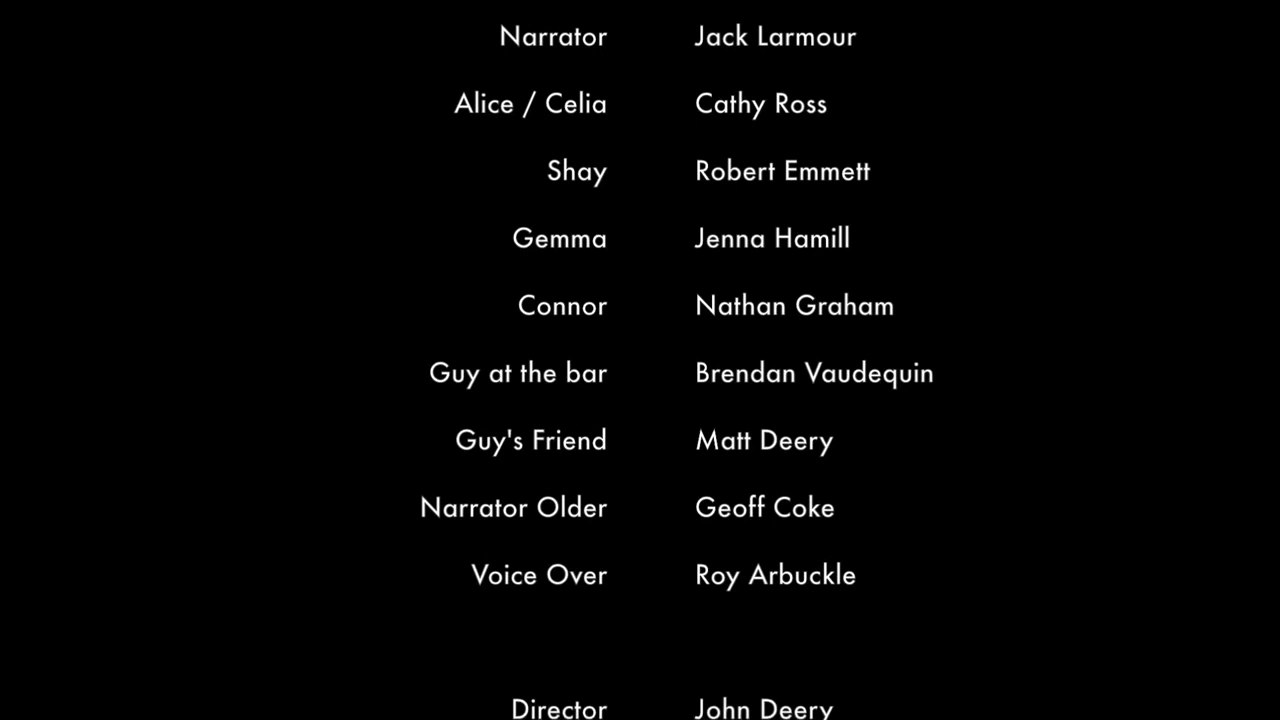 Narrator Jack Larmour
Alice / Celia Cathy Ross
Shay Robert Emmett
Gemma Jenna Hamill
Connor Nathan Graham
Guy at the bar Brendan Vaudequin
Guy's Friend Matt Deery
Narrator Older Geoff Coke
Voice Over Roy Arbuckle
Director John Deery